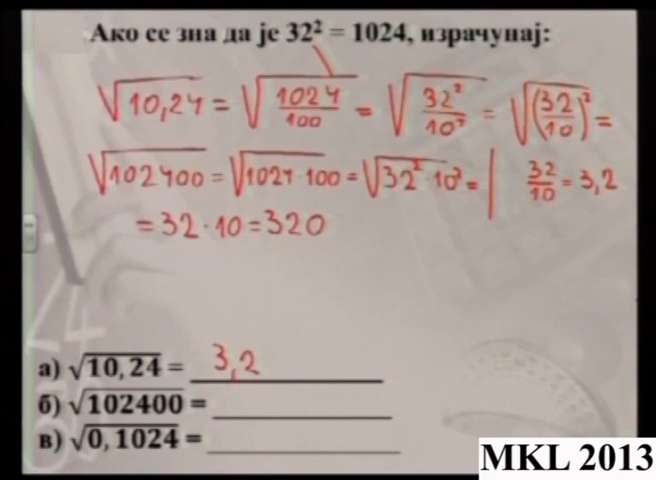 Ако се зна да је 32² = 1024, израчунај:
√10,24 = √1024/100 = √32²/10² = √(32/10)² =
√102400 = √1024·100 = √32²·10² = | 32/10 = 3,2
= 32·10 = 320
а) √10,24 = 3,2
б) √102400 =
в) √0,1024 =
MKL 2013